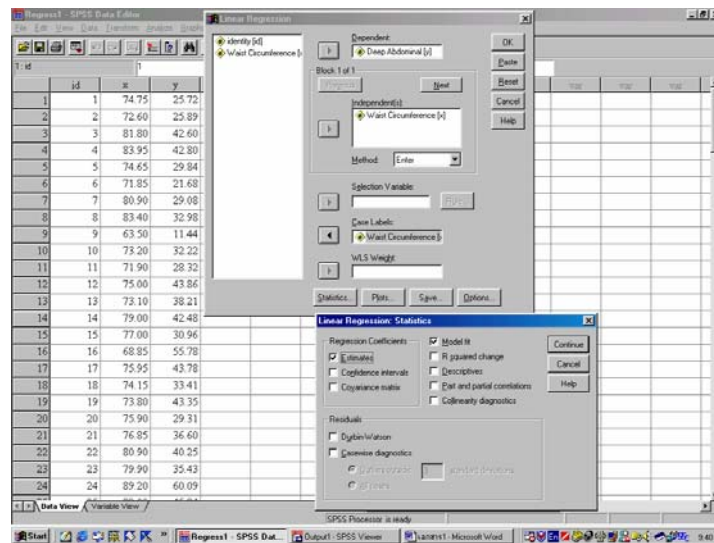 Regress1 - SPSS Data Editor
File Edit View Data Transform Analyze Graphs
1 : id 1
id x y
1 1 74.75 25.72
2 2 72.60 25.89
3 3 81.80 42.60
4 4 83.95 42.80
5 5 74.65 29.84
6 6 71.85 21.68
7 7 80.90 29.08
8 8 83.40 32.98
9 9 63.50 11.44
10 10 73.20 32.22
11 11 71.90 28.32
12 12 75.00 43.86
13 13 73.10 38.21
14 14 79.00 42.48
15 15 77.00 30.96
16 16 68.85 55.78
17 17 75.95 43.78
18 18 74.15 33.41
19 19 73.80 43.35
20 20 75.90 29.31
21 21 76.85 36.60
22 22 80.90 40.25
23 23 79.90 35.43
24 24 89.20 60.09
Data View Variable View
var var var
Linear Regression
identity [id]
Waist Circumference [x
Dependent:
Deep Abdominal [y]
Block 1 of 1
Previous Next
Independent(s):
Waist Circumference [x]
Method: Enter
Selection Variable:
Rule...
Case Labels:
Waist Circumference [x
WLS Weight:
OK
Paste
Reset
Cancel
Help
Statistics... Plots... Save... Options...
Linear Regression: Statistics
Regression Coefficients
Estimates
Confidence intervals
Covariance matrix
Model fit
R squared change
Descriptives
Part and partial correlations
Collinearity diagnostics
Continue
Cancel
Help
Residuals
Durbin-Watson
Casewise diagnostics
Outliers outside: 3 standard deviations
All cases
SPSS Processor is ready
Start
Regress1 - SPSS Dat...
Output1 - SPSS Viewer
Microsoft Word
En
9:40